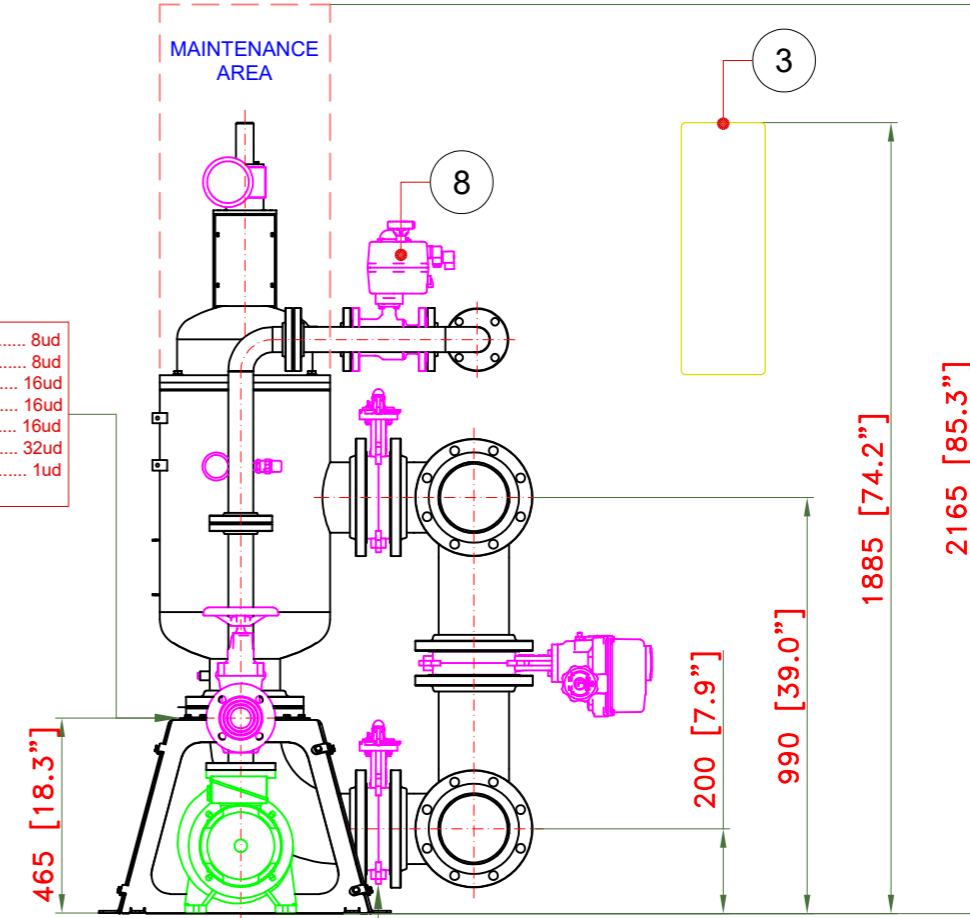 MAINTENANCE
AREA
3
8
..... 8ud
..... 8ud
.... 16ud
.... 16ud
.... 16ud
.... 32ud
..... 1ud
465 [18.3”]
200 [7.9”]
990 [39.0”]
1885 [74.2”]
2165 [85.3”]